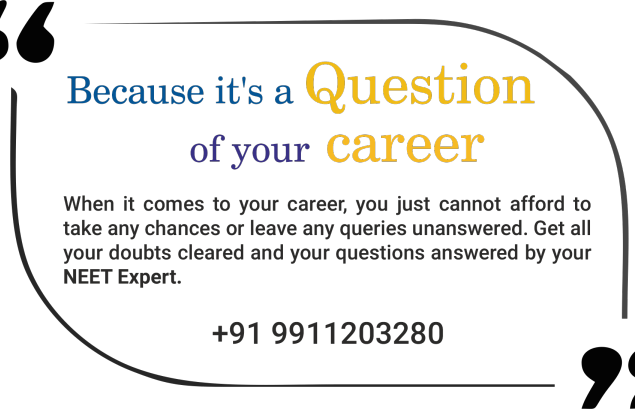 Because it's a Question
of your career
When it comes to your career, you just cannot afford to
take any chances or leave any queries unanswered. Get all
your doubts cleared and your questions answered by your
NEET Expert.
+91 9911203280